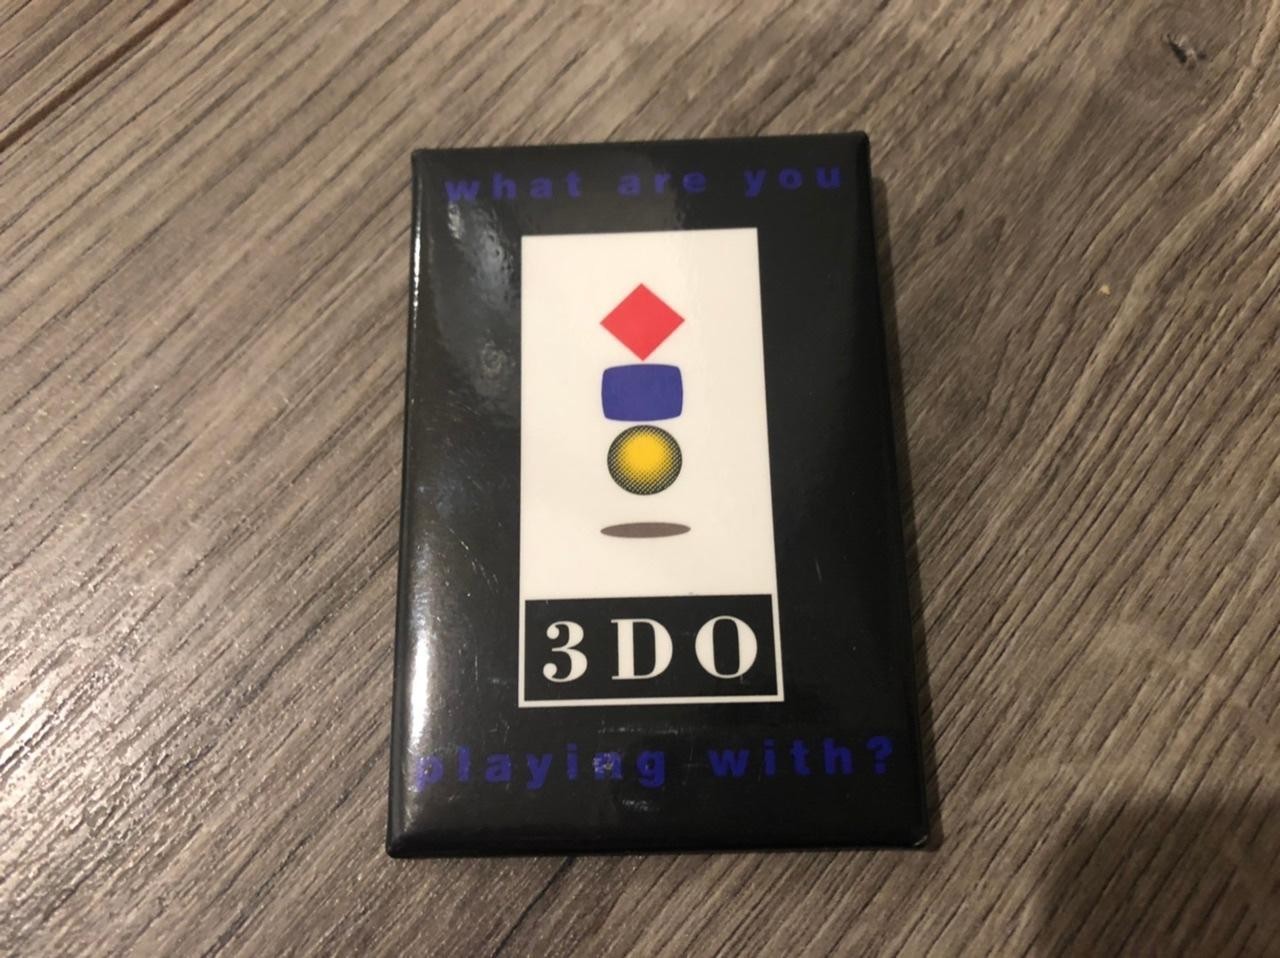 what are you
3DO
playing with?